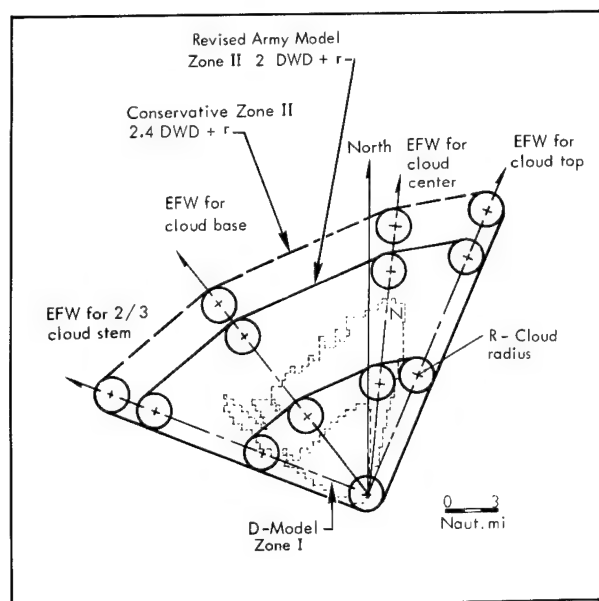 Revised Army Model
Zone II 2 DWD + r
Conservative Zone II
2.4 DWD + r
North
EFW for
cloud
center
EFW for
cloud top
EFW for
cloud base
EFW for 2/3
cloud stem
N
R - Cloud
radius
D-Model
Zone I
0 3
Naut. mi